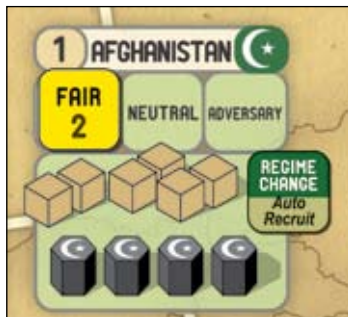 1 AFGHANISTAN
FAIR
2
NEUTRAL
ADVERSARY
REGIME
CHANGE
Auto
Recruit